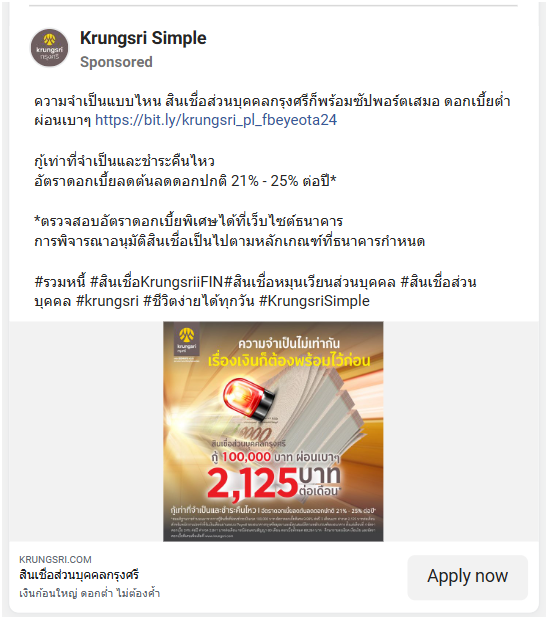 Krungsri Simple
Sponsored
krungsri
กรุงศรี
ความจำเป็นแบบไหน สินเชื่อส่วนบุคคลกรุงศรีก็พร้อมซัปพอร์ตเสมอ ดอกเบี้ยต่ำ
ผ่อนเบาๆ https://bit.ly/krungsri_pl_fbeyeota24
กู้เท่าที่จำเป็นและชำระคืนไหว
อัตราดอกเบี้ยลดต้นลดดอกปกติ 21% - 25% ต่อปี*
*ตรวจสอบอัตราดอกเบี้ยพิเศษได้ที่เว็บไซต์ธนาคาร
การพิจารณาอนุมัติสินเชื่อเป็นไปตามหลักเกณฑ์ที่ธนาคารกำหนด
#รวมหนี้ #สินเชื่อKrungsriiFIN#สินเชื่อหมุนเวียนส่วนบุคคล #สินเชื่อส่วน
บุคคล #krungsri #ชีวิตง่ายได้ทุกวัน #KrungsriSimple
krungsri
กรุงศรี
ความจำเป็นไม่เท่ากัน
เรื่องเงินก็ต้องพร้อมไว้ก่อน
สินเชื่อส่วนบุคคลกรุงศรี
กู้ 100,000 บาท ผ่อนเบาๆ
2,125 บาท
ต่อเดือน*
กู้เท่าที่จำเป็นและชำระคืนไหว I อัตราดอกเบี้ยลดต้นลดดอกปกติ 21% - 25% ต่อปี*
KRUNGSRI.COM
สินเชื่อส่วนบุคคลกรุงศรี
เงินก้อนใหญ่ ดอกต่ำ ไม่ต้องค้ำ
Apply now